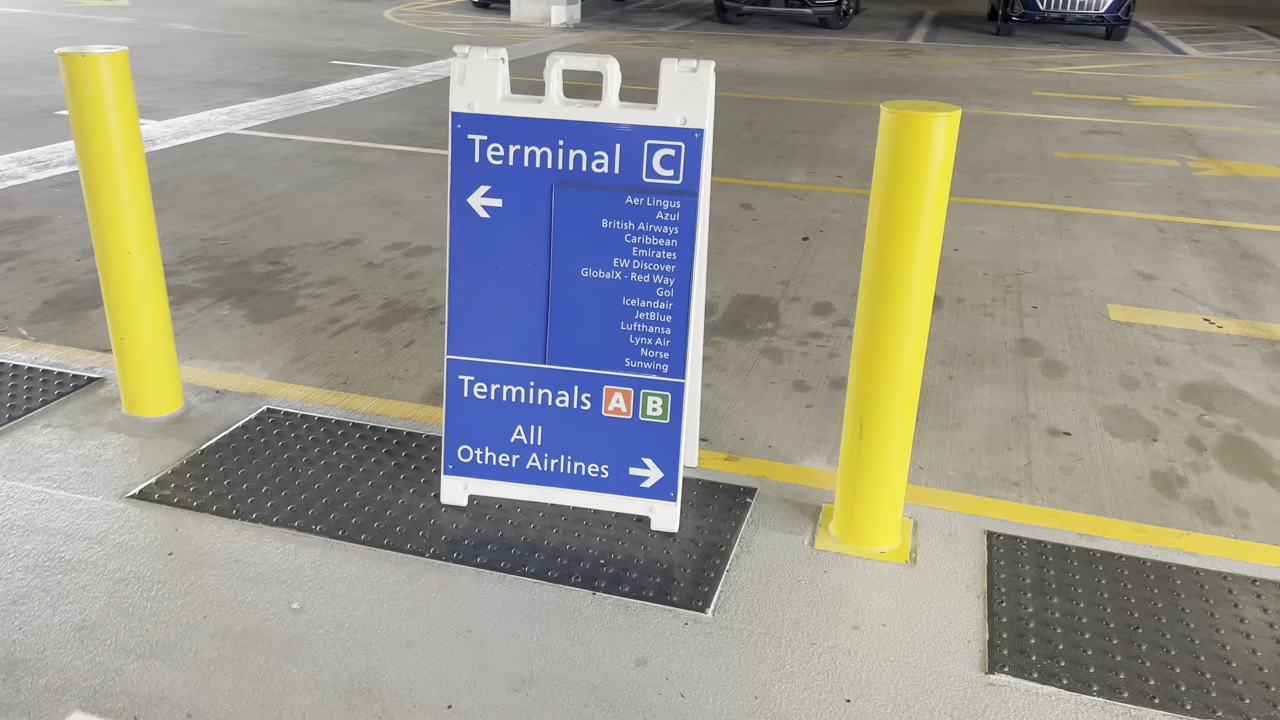 Terminal C
←
Aer Lingus
Azul
British Airways
Caribbean
Emirates
EW Discover
GlobalX - Red Way
Gol
Icelandair
JetBlue
Lufthansa
Lynx Air
Norse
Sunwing
Terminals A B
All
Other Airlines →